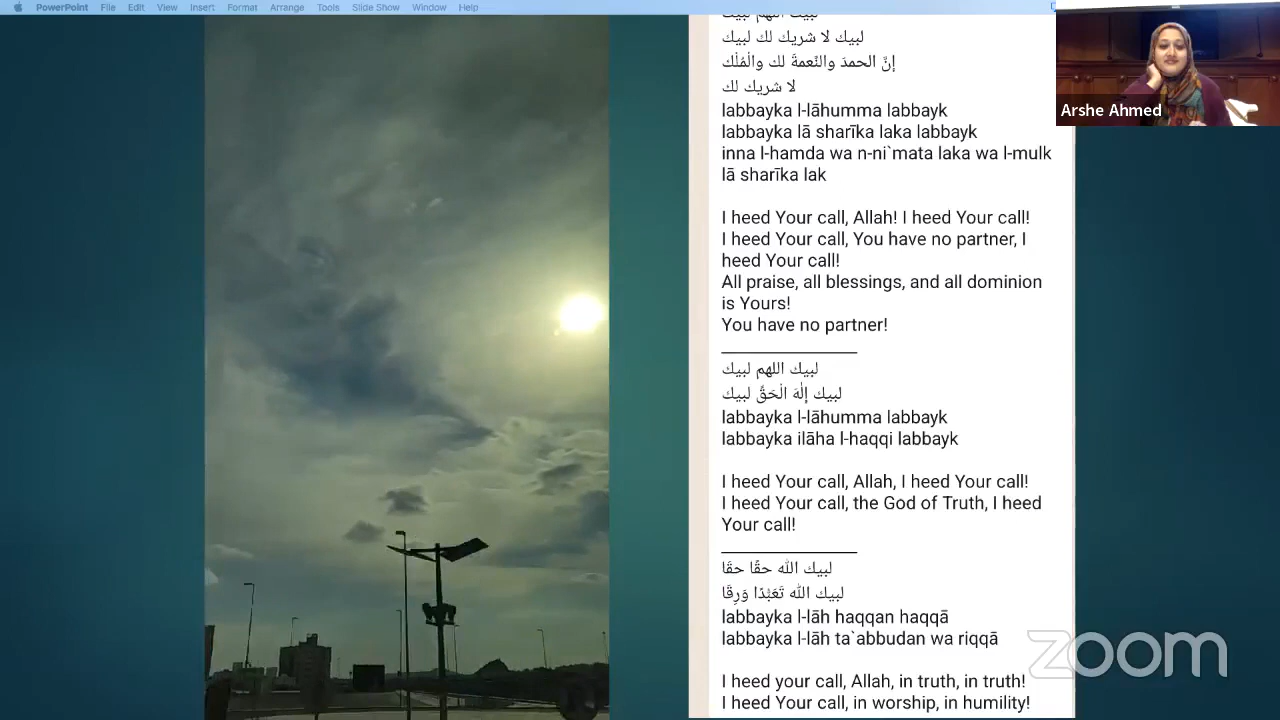 PowerPoint File Edit View Insert Format Arrange Tools Slide Show Window Help
لبيك اللهم لبيك
لبيك لا شريك لك لبيك
إنَّ الحمدَ والنَّعمةَ لك والْمُلْك
لا شريك لك
labbayka l-lāhumma labbayk
labbayka lā sharīka laka labbayk
inna l-hamda wa n-ni`mata laka wa l-mulk
lā sharīka lak
I heed Your call, Allah! I heed Your call!
I heed Your call, You have no partner, I
heed Your call!
All praise, all blessings, and all dominion
is Yours!
You have no partner!
لبيك اللهم لبيك
لبيك إلٰهَ الْحَقِّ لبيك
labbayka l-lāhumma labbayk
labbayka ilāha l-haqqi labbayk
I heed Your call, Allah, I heed Your call!
I heed Your call, the God of Truth, I heed
Your call!
لبيك الله حقًا حقَا
لبيك الله تَعَبُّدًا وَرِقَا
labbayka l-lāh haqqan haqqā
labbayka l-lāh ta`abbudan wa riqqā
I heed your call, Allah, in truth, in truth!
I heed Your call, in worship, in humility!
Arshe Ahmed
zoom